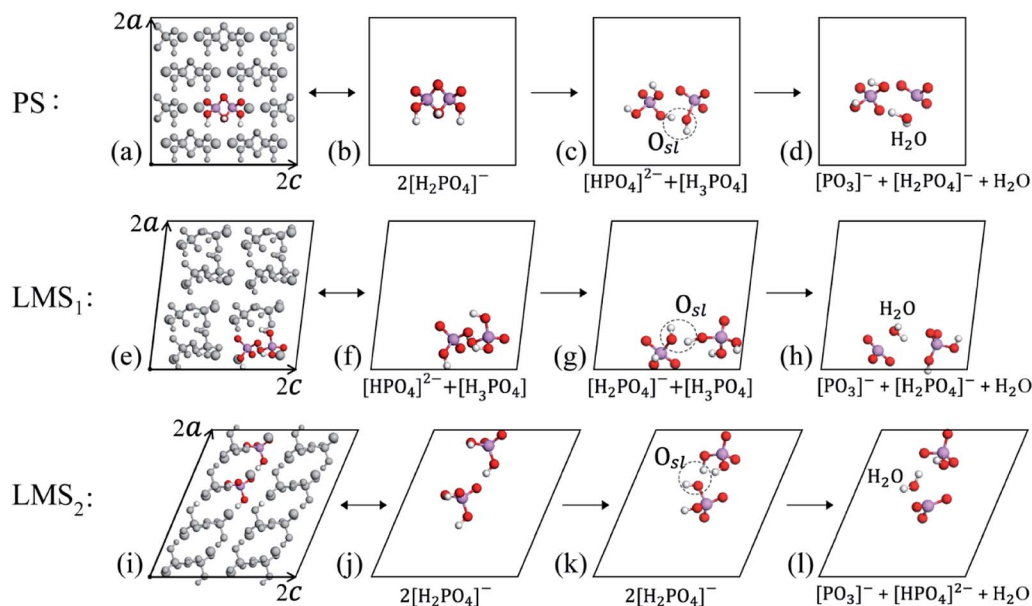 PS:
2a
(a)
2c
(b)
2[H₂PO₄]⁻
(c)
Oₛₗ
[HPO₄]²⁻+[H₃PO₄]
(d)
H₂O
[PO₃]⁻+[H₂PO₄]⁻+H₂O
LMS₁:
2a
(e)
2c
(f)
[HPO₄]²⁻+[H₃PO₄]
(g)
Oₛₗ
[H₂PO₄]⁻+[H₃PO₄]
(h)
H₂O
[PO₃]⁻+[H₂PO₄]⁻+H₂O
LMS₂:
2a
(i)
2c
(j)
2[H₂PO₄]⁻
(k)
Oₛₗ
2[H₂PO₄]⁻
(l)
H₂O
[PO₃]⁻+[HPO₄]²⁻+H₂O